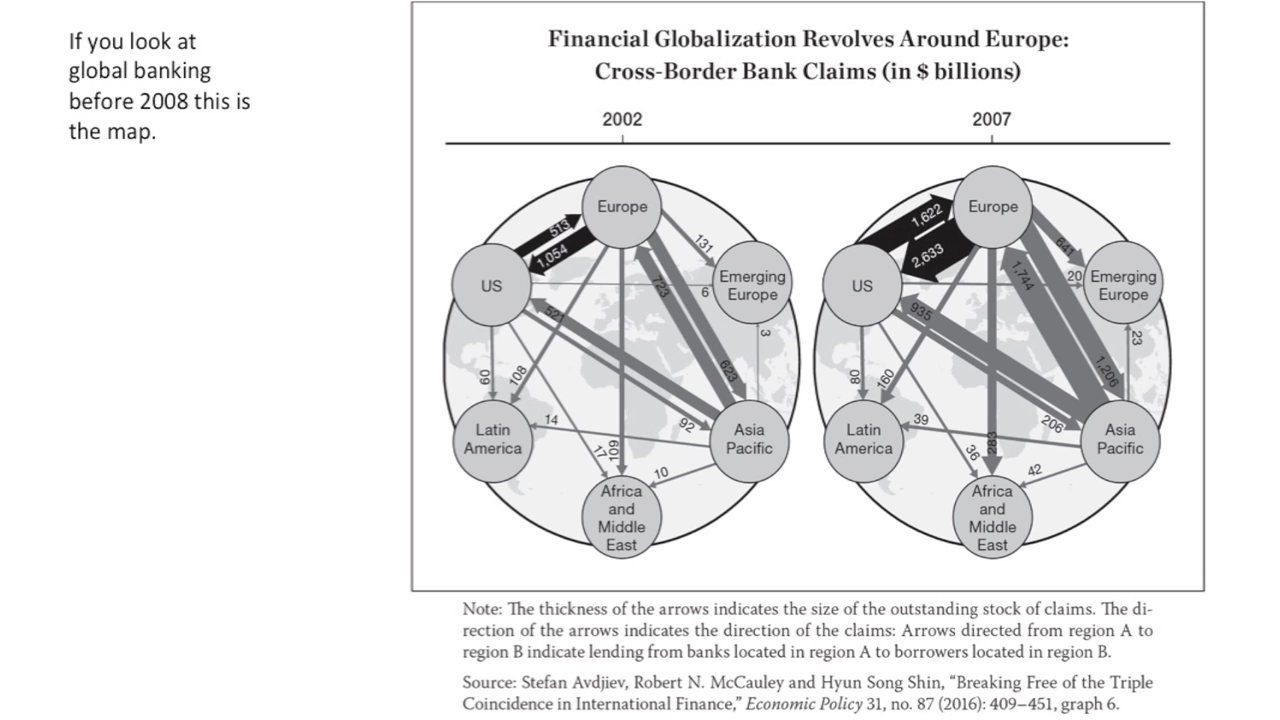 If you look at
global banking
before 2008 this is
the map.
Financial Globalization Revolves Around Europe:
Cross-Border Bank Claims (in $ billions)
2002
2007
Europe
513
1,054
131
US
723
6
Emerging
Europe
521
3
60
108
623
14
92
Latin
America
Asia
Pacific
17
109
10
Africa
and
Middle
East
Europe
1,622
2,633
641
US
1,744
20
Emerging
Europe
935
23
80
160
1,206
39
206
Latin
America
Asia
Pacific
36
283
42
Africa
and
Middle
East
Note: The thickness of the arrows indicates the size of the outstanding stock of claims. The di-
rection of the arrows indicates the direction of the claims: Arrows directed from region A to
region B indicate lending from banks located in region A to borrowers located in region B.
Source: Stefan Avdjiev, Robert N. McCauley and Hyun Song Shin, “Breaking Free of the Triple
Coincidence in International Finance,” Economic Policy 31, no. 87 (2016): 409–451, graph 6.